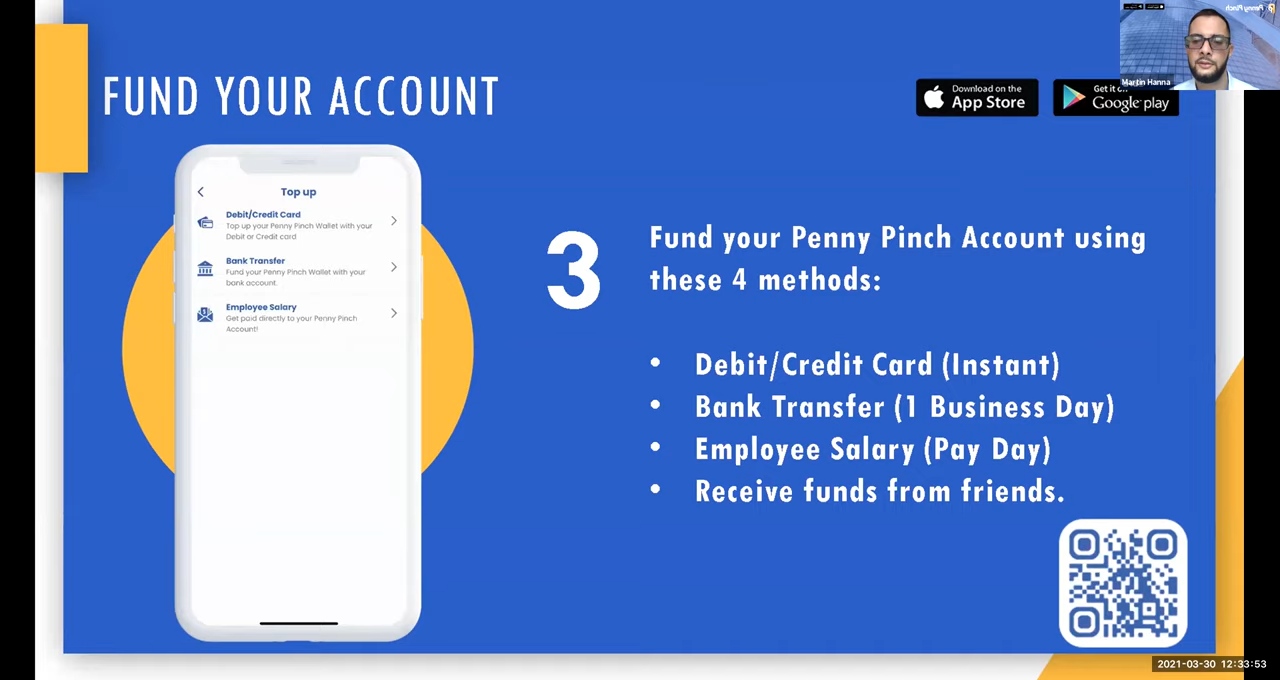 Penny Pinch
Martin Hanna
FUND YOUR ACCOUNT
Download on the
App Store
Get it
Google play
Top up
Debit/Credit Card
Top up your Penny Pinch Wallet with your
Debit or Credit card
Bank Transfer
Fund your Penny Pinch Wallet with your
bank account.
Employee Salary
Get paid directly to your Penny Pinch
Account!
3
Fund your Penny Pinch Account using
these 4 methods:
• Debit/Credit Card (Instant)
• Bank Transfer (1 Business Day)
• Employee Salary (Pay Day)
• Receive funds from friends.
2021-03-30 12:33:53